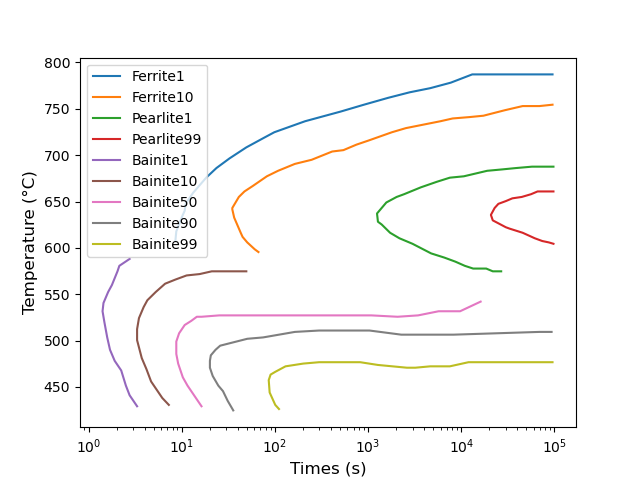 800
750
700
650
600
550
500
450
Temperature (°C)
Ferrite1
Ferrite10
Pearlite1
Pearlite99
Bainite1
Bainite10
Bainite50
Bainite90
Bainite99
10⁰ 10¹ 10² 10³ 10⁴ 10⁵
Times (s)